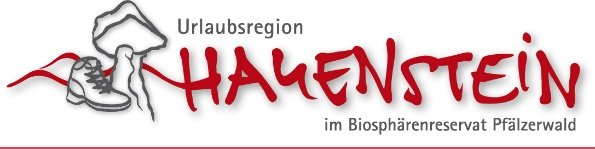 Urlaubsregion
HAUENSTEIN
im Biosphärenreservat Pfälzerwald